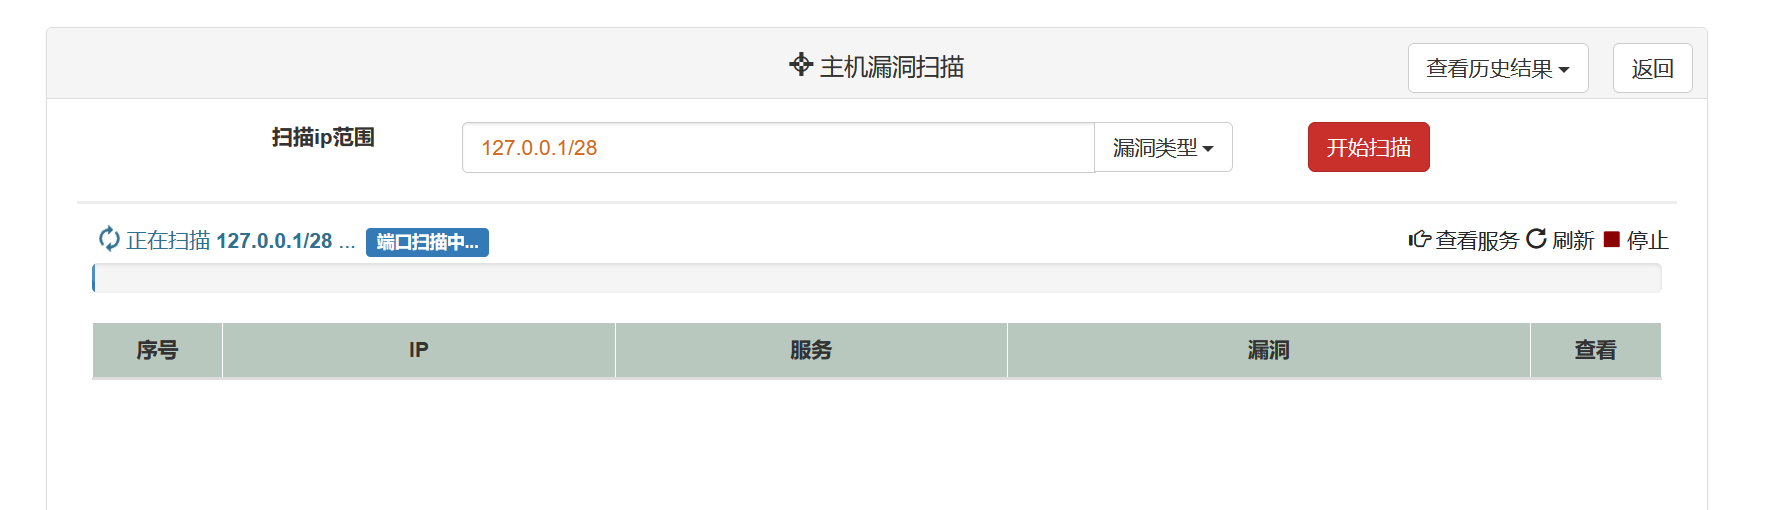 主机漏洞扫描
查看历史结果
返回
扫描ip范围
127.0.0.1/28
漏洞类型
开始扫描
正在扫描 127.0.0.1/28 ... 端口扫描中...
查看服务 刷新 停止
序号 IP 服务 漏洞 查看